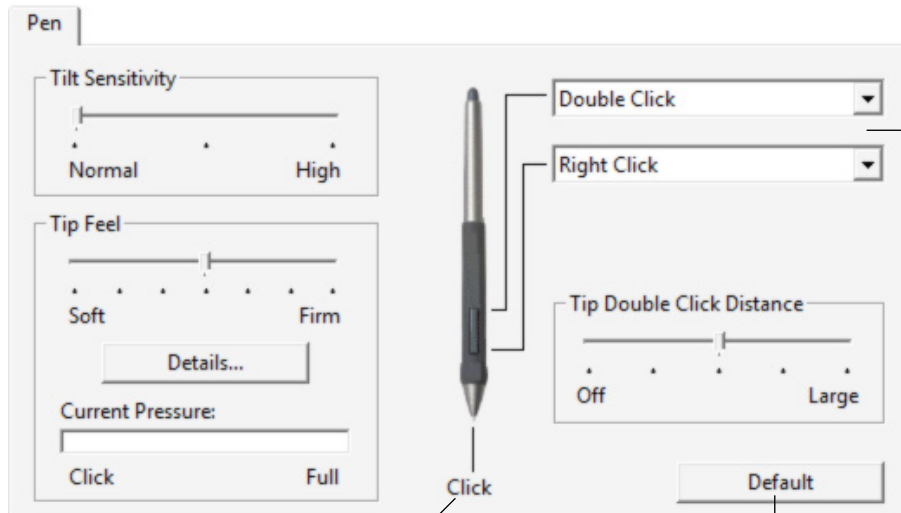 Pen
Tilt Sensitivity
Normal High
Tip Feel
Soft Firm
Details...
Current Pressure:
Click Full
Click
Double Click
Right Click
Tip Double Click Distance
Off Large
Default